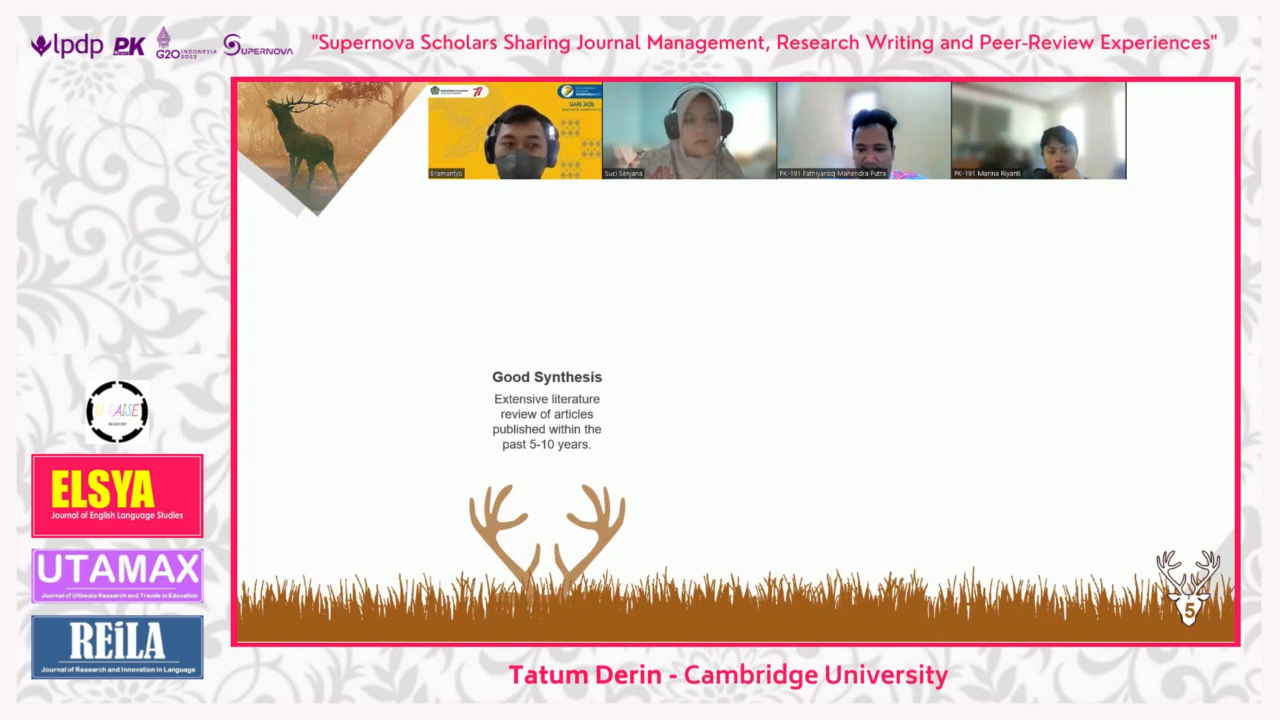 lpdp
PK
G20
INDONESIA
2022
SUPERNOVA
"Supernova Scholars Sharing Journal Management, Research Writing and Peer-Review Experiences"
Eramantyo
Suci Senjana
PK-191 Fathiyarizq Mahendra Putra
PK-191 Marina Riyanti
Good Synthesis
Extensive literature
review of articles
published within the
past 5-10 years.
5
U-RAISE
ELSYA
Journal of English Language Studies
UTAMAX
Journal of Ultimate Research and Trends in Education
REiLA
Journal of Research and Innovation in Language
Tatum Derin - Cambridge University